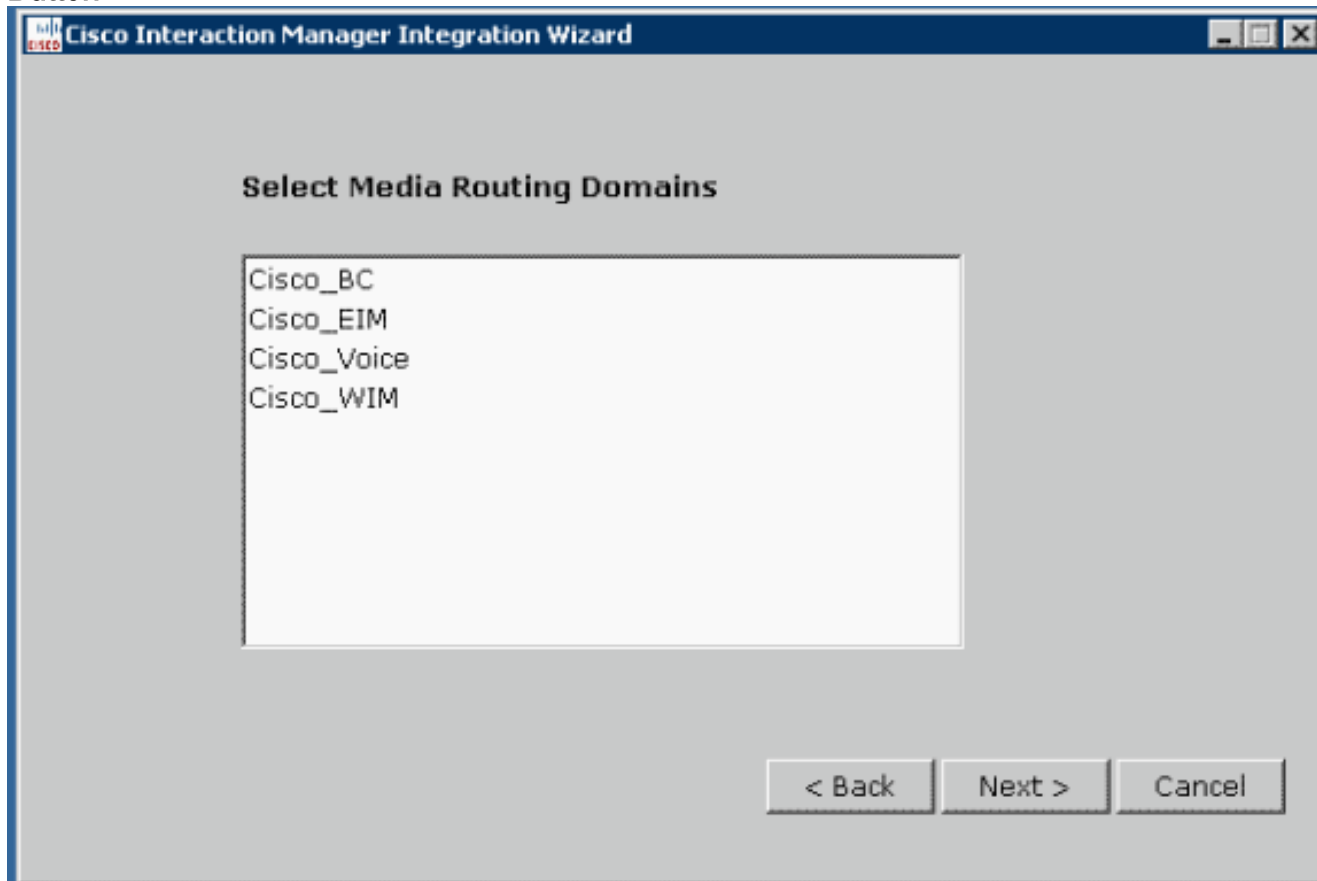 Cisco Interaction Manager Integration Wizard
Select Media Routing Domains
Cisco_BC
Cisco_EIM
Cisco_Voice
Cisco_WIM
< Back
Next >
Cancel